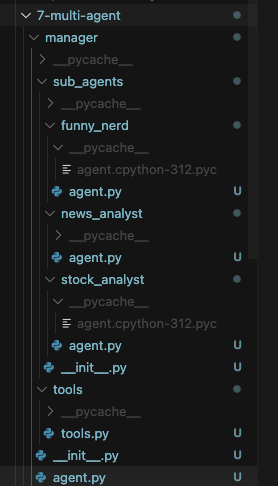 7-multi-agent
manager
__pycache__
sub_agents
__pycache__
funny_nerd
__pycache__
agent.cpython-312.pyc
agent.py U
news_analyst
__pycache__
agent.py U
stock_analyst
__pycache__
agent.cpython-312.pyc
agent.py U
__init__.py U
tools
__pycache__
tools.py U
__init__.py U
agent.py U